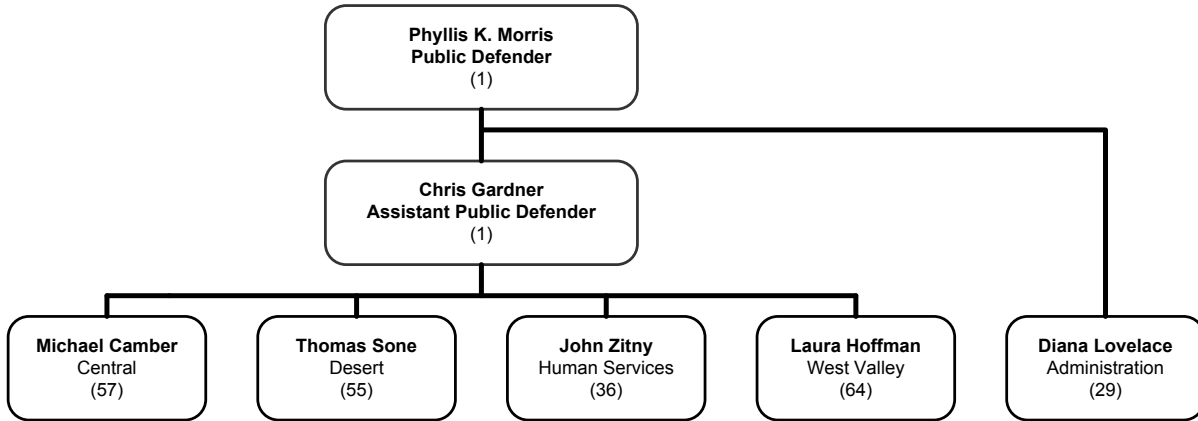 Phyllis K. Morris
Public Defender
(1)
Chris Gardner
Assistant Public Defender
(1)
Michael Camber
Central
(57)
Thomas Sone
Desert
(55)
John Zitny
Human Services
(36)
Laura Hoffman
West Valley
(64)
Diana Lovelace
Administration
(29)